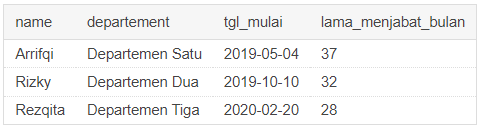 name departement tgl_mulai lama_menjabat_bulan
Arrifqi Departemen Satu 2019-05-04 37
Rizky Departemen Dua 2019-10-10 32
Rezqita Departemen Tiga 2020-02-20 28